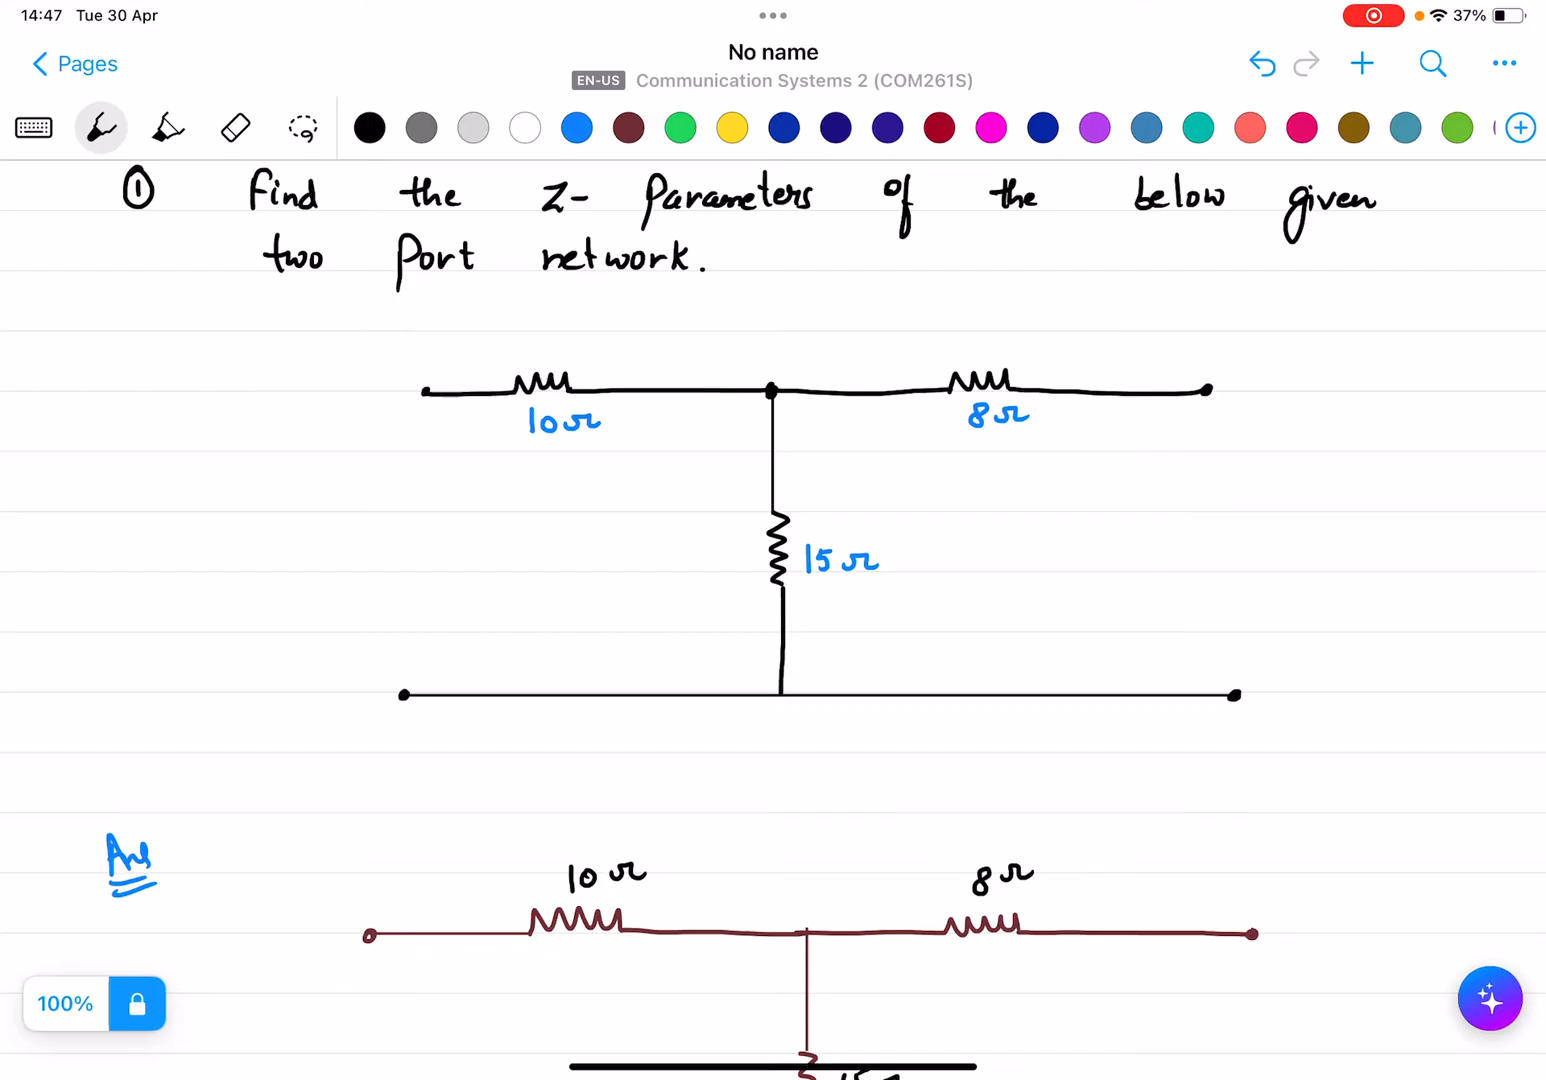 14:47 Tue 30 Apr
37%
Pages
No name
EN-US Communication Systems 2 (COM261S)
① Find the Z- Parameters of the below given
two Port network.
10Ω
8Ω
15Ω
Ans
10Ω
8Ω
100%